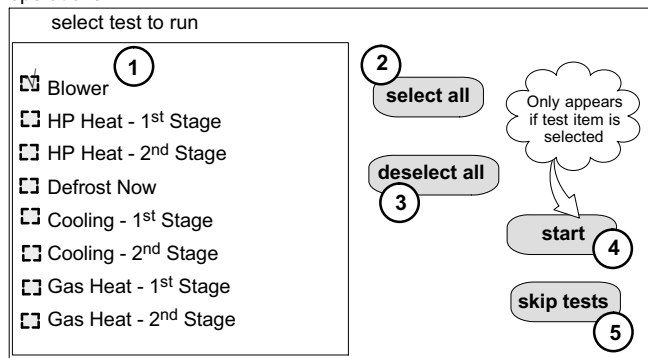 select test to run
1
Blower
HP Heat - 1st Stage
HP Heat - 2nd Stage
Defrost Now
Cooling - 1st Stage
Cooling - 2nd Stage
Gas Heat - 1st Stage
Gas Heat - 2nd Stage
2
select all
deselect all
3
Only appears
if test item is
selected
start
4
skip tests
5